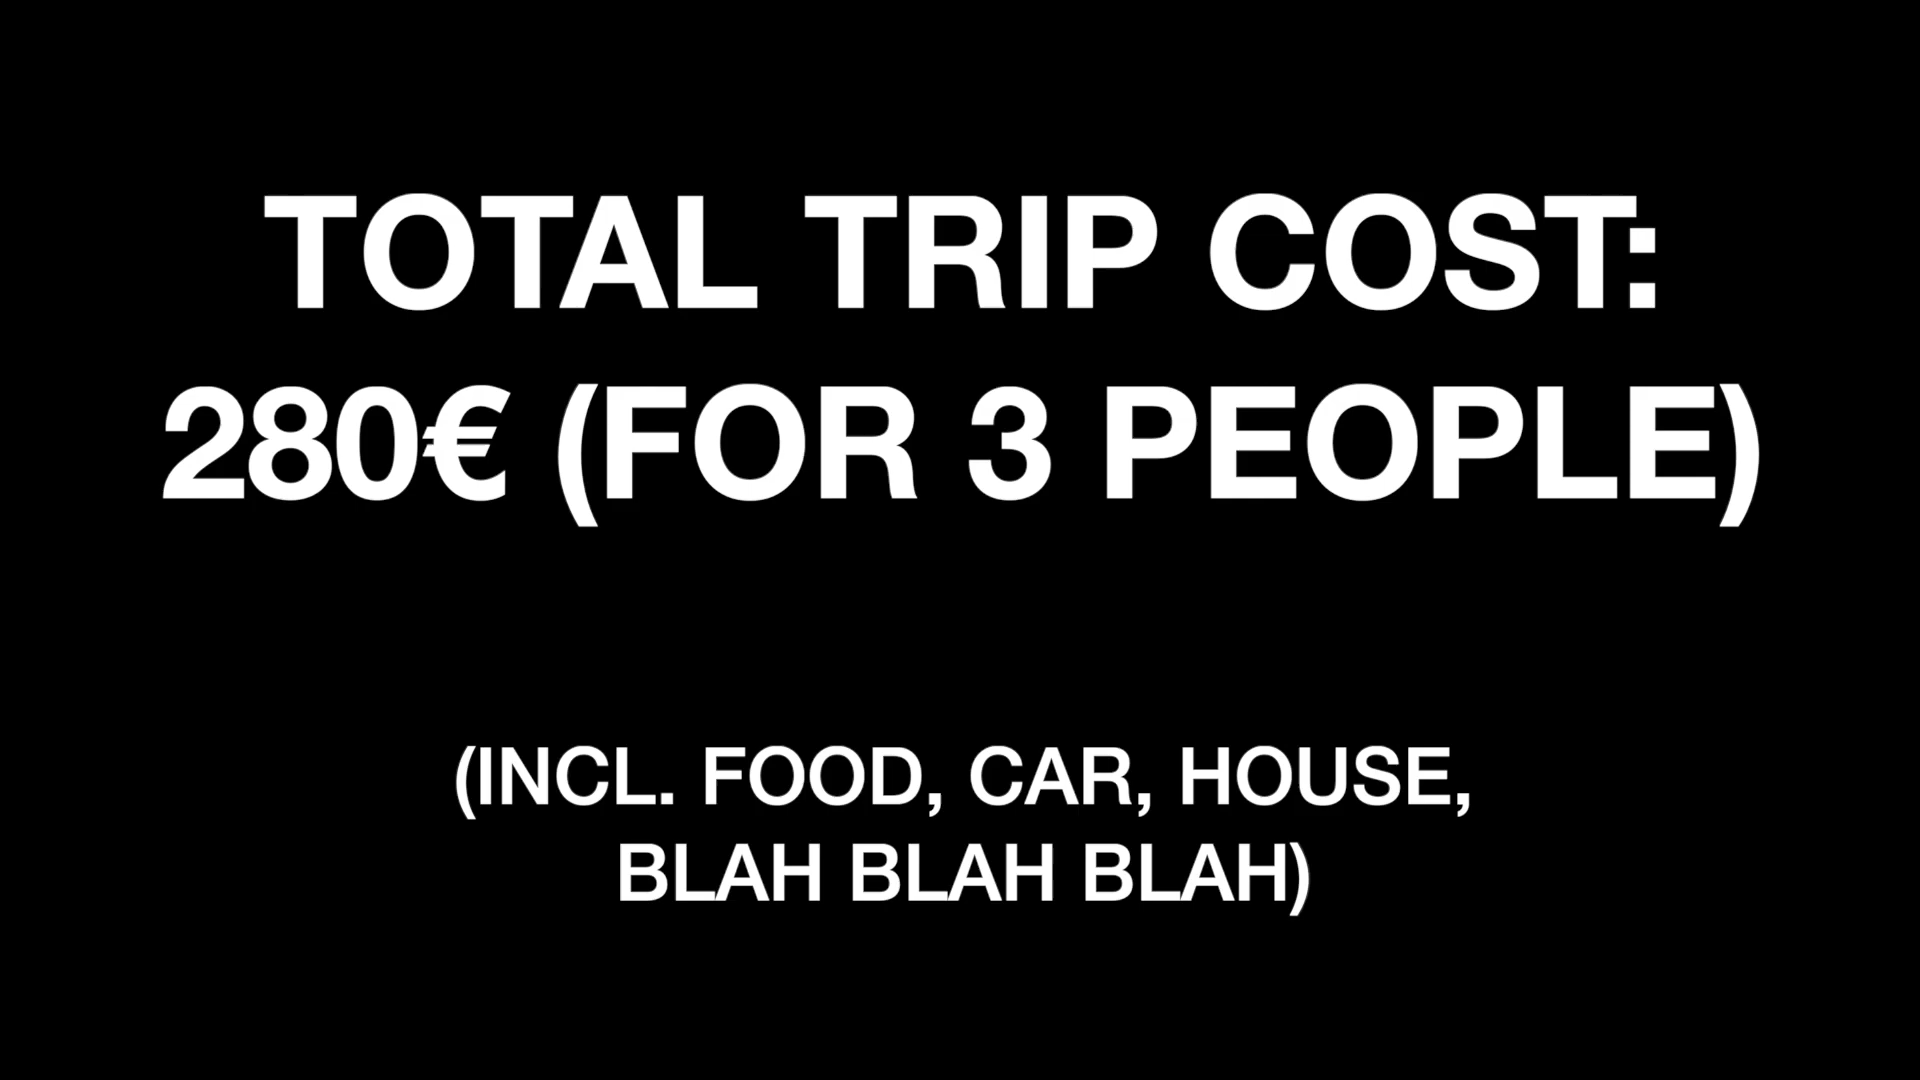 TOTAL TRIP COST:
280€ (FOR 3 PEOPLE)
(INCL. FOOD, CAR, HOUSE,
BLAH BLAH BLAH)